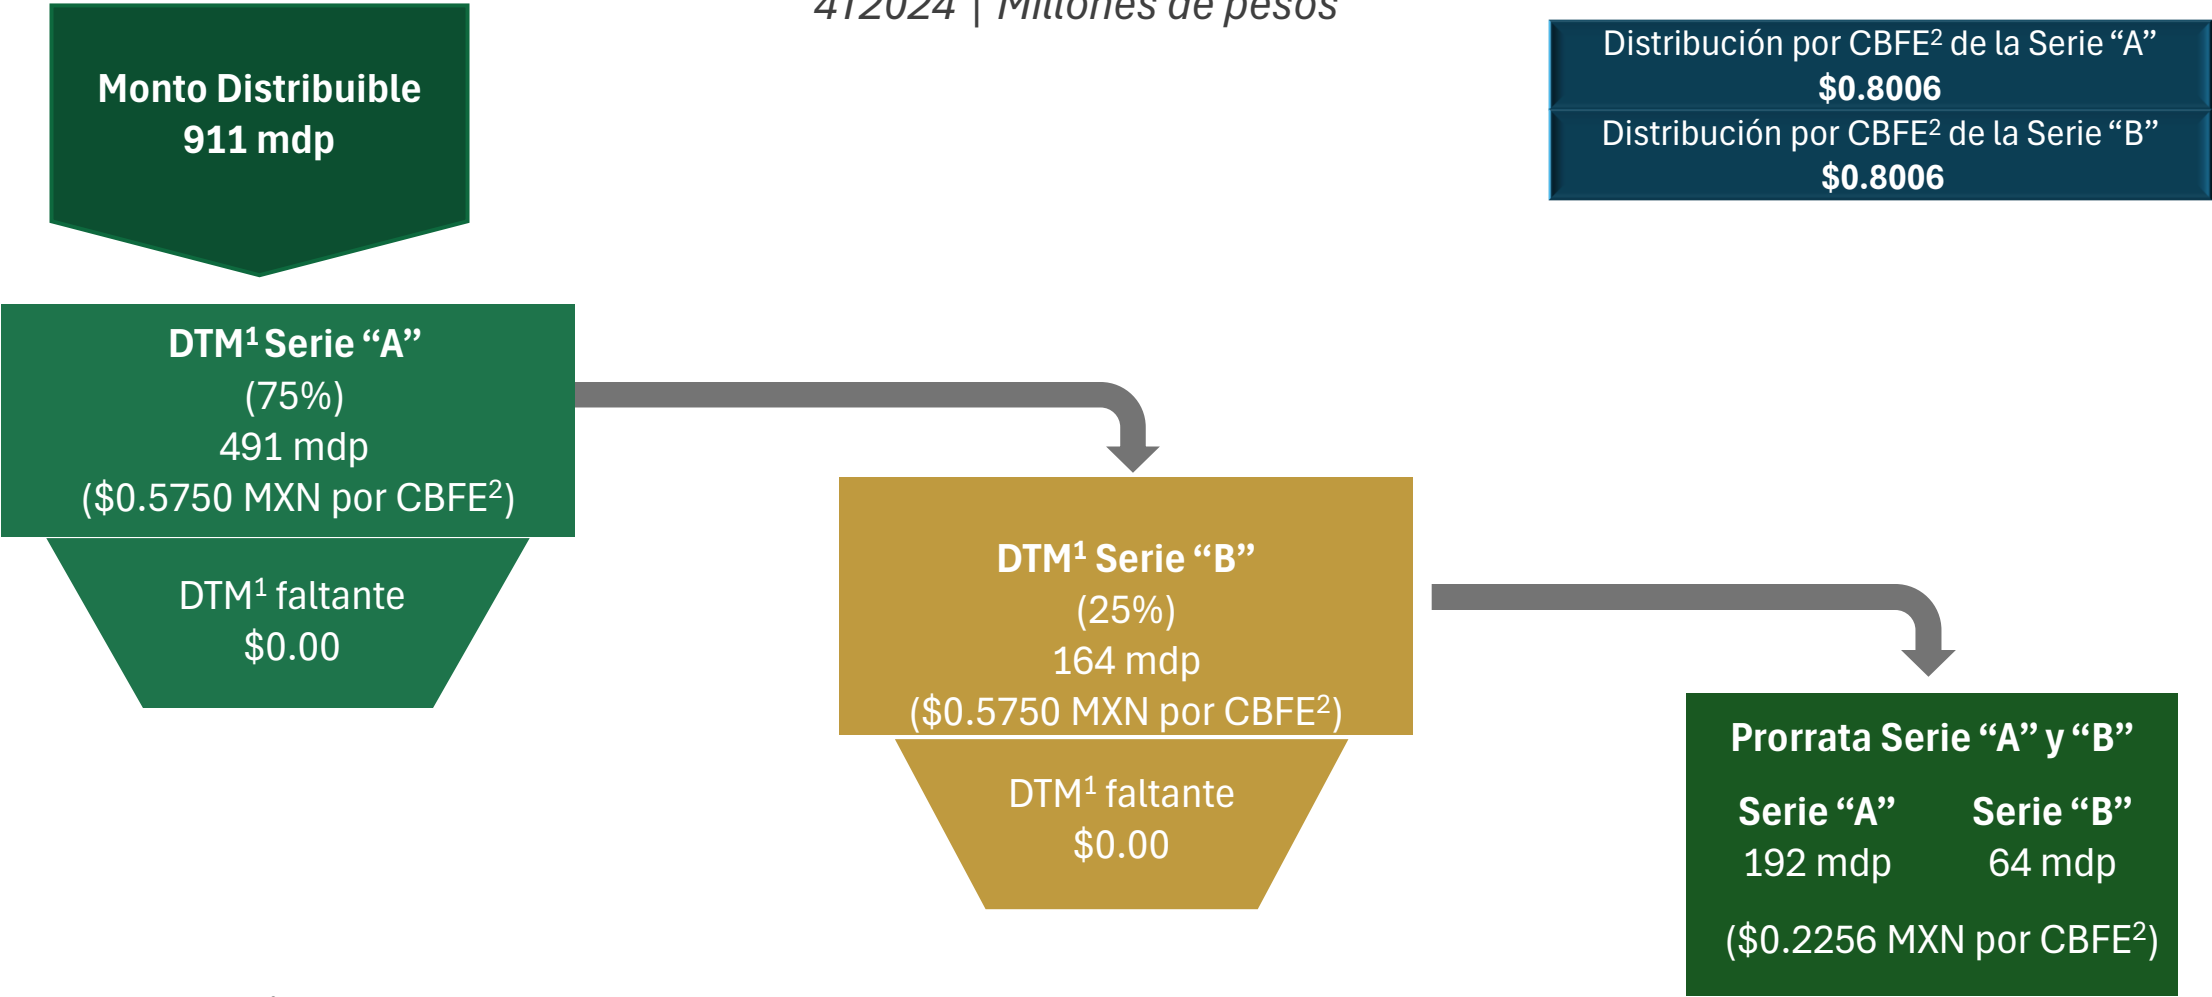 4T2024 | Millones de pesos
Monto Distribuible
911 mdp
Distribución por CBFE² de la Serie “A”
$0.8006
Distribución por CBFE² de la Serie “B”
$0.8006
DTM¹ Serie “A”
(75%)
491 mdp
($0.5750 MXN por CBFE²)
DTM¹ faltante
$0.00
DTM¹ Serie “B”
(25%)
164 mdp
($0.5750 MXN por CBFE²)
DTM¹ faltante
$0.00
Prorrata Serie “A” y “B”
Serie “A” Serie “B”
192 mdp 64 mdp
($0.2256 MXN por CBFE²)